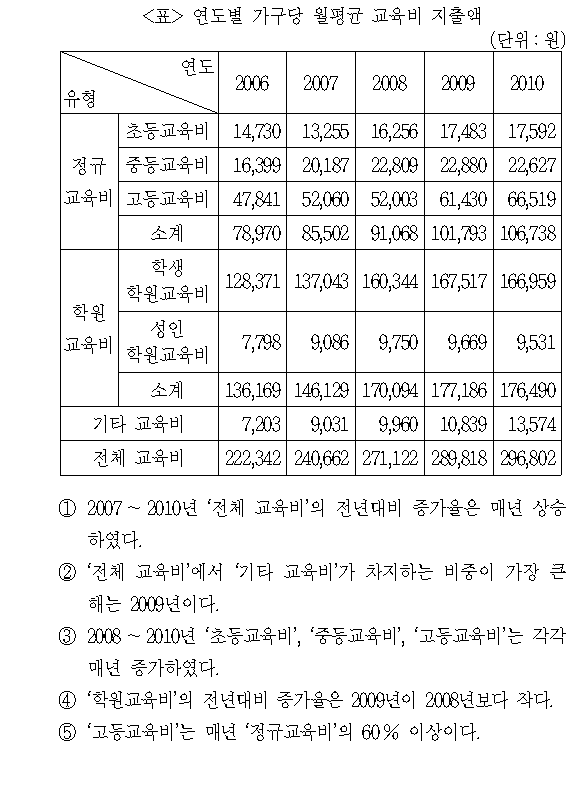 <표> 연도별 가구당 월평균 교육비 지출액
(단위 : 원)
연도
유형
2006 2007 2008 2009 2010
정규
교육비
초등교육비 14,730 13,255 16,256 17,483 17,592
중등교육비 16,399 20,187 22,809 22,880 22,627
고등교육비 47,841 52,060 52,003 61,430 66,519
소계 78,970 85,502 91,068 101,793 106,738
학원
교육비
학생
학원교육비 128,371 137,043 160,344 167,517 166,959
성인
학원교육비 7,798 9,086 9,750 9,669 9,531
소계 136,169 146,129 170,094 177,186 176,490
기타 교육비 7,203 9,031 9,960 10,839 13,574
전체 교육비 222,342 240,662 271,122 289,818 296,802
① 2007 ~ 2010년 ‘전체 교육비’의 전년대비 증가율은 매년 상승
하였다.
② ‘전체 교육비’에서 ‘기타 교육비’가 차지하는 비중이 가장 큰
해는 2009년이다.
③ 2008 ~ 2010년 ‘초등교육비’, ‘중등교육비’, ‘고등교육비’는 각각
매년 증가하였다.
④ ‘학원교육비’의 전년대비 증가율은 2009년이 2008년보다 작다.
⑤ ‘고등교육비’는 매년 ‘정규교육비’의 60 % 이상이다.